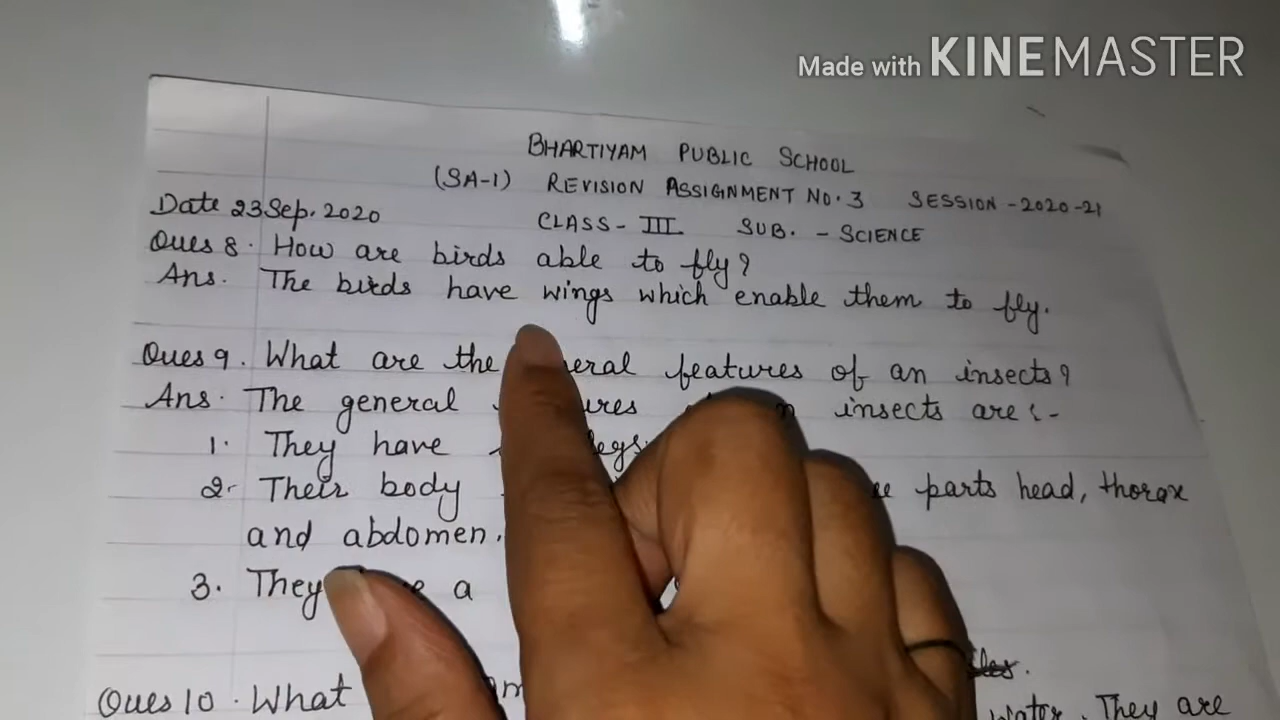 Made with KINEMASTER
BHARTIYAM PUBLIC SCHOOL
(SA-1) REVISION ASSIGNMENT NO. 3 SESSION - 2020-21
Date 23 Sep. 2020 CLASS - III SUB. - SCIENCE
Ques 8. How are birds able to fly?
Ans. The birds have wings which enable them to fly.
Ques 9. What are the features of an insects?
Ans. The general insects are :-
1. They have legs
2. Their body parts head, thorax
and abdomen.
3. They a
Ques 10. What water. They are